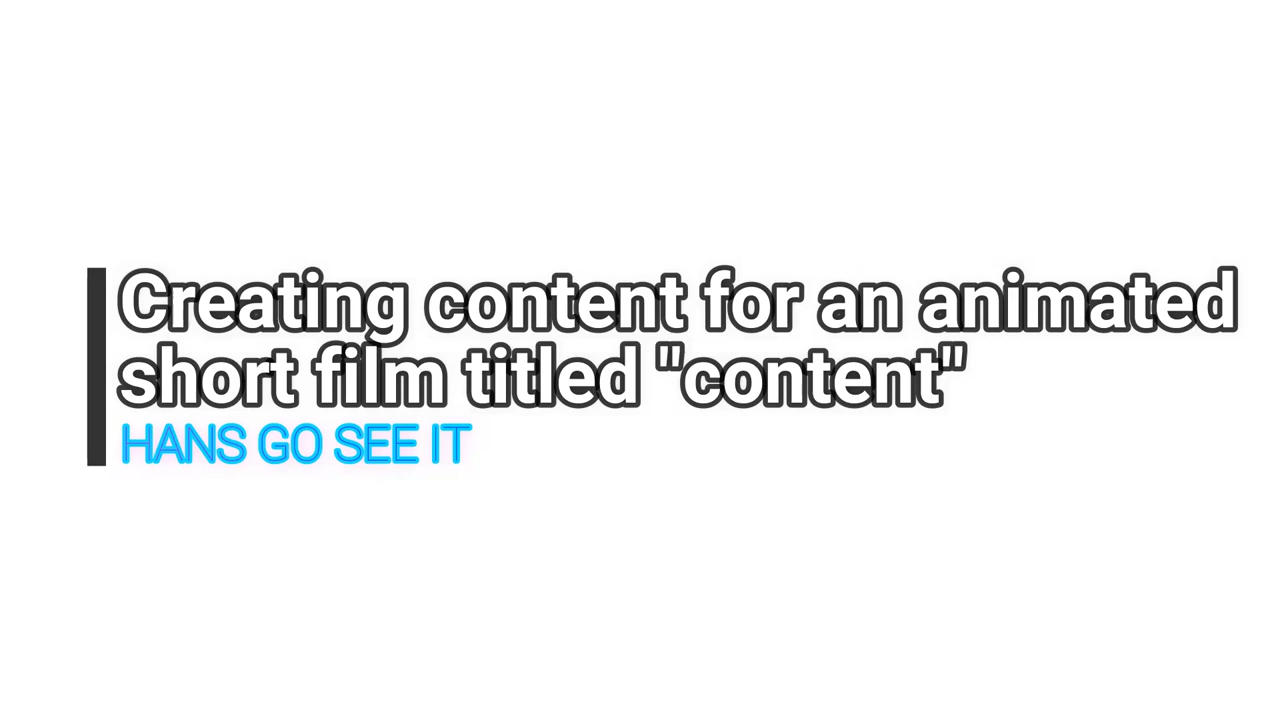 Creating content for an animated
short film titled "content"
HANS GO SEE IT